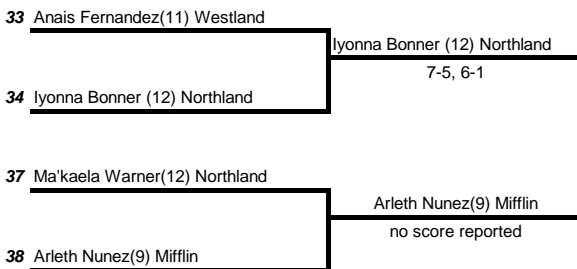 33 Anais Fernandez(11) Westland
Iyonna Bonner (12) Northland
7-5, 6-1
34 Iyonna Bonner (12) Northland
37 Ma'kaela Warner(12) Northland
Arleth Nunez(9) Mifflin
no score reported
38 Arleth Nunez(9) Mifflin